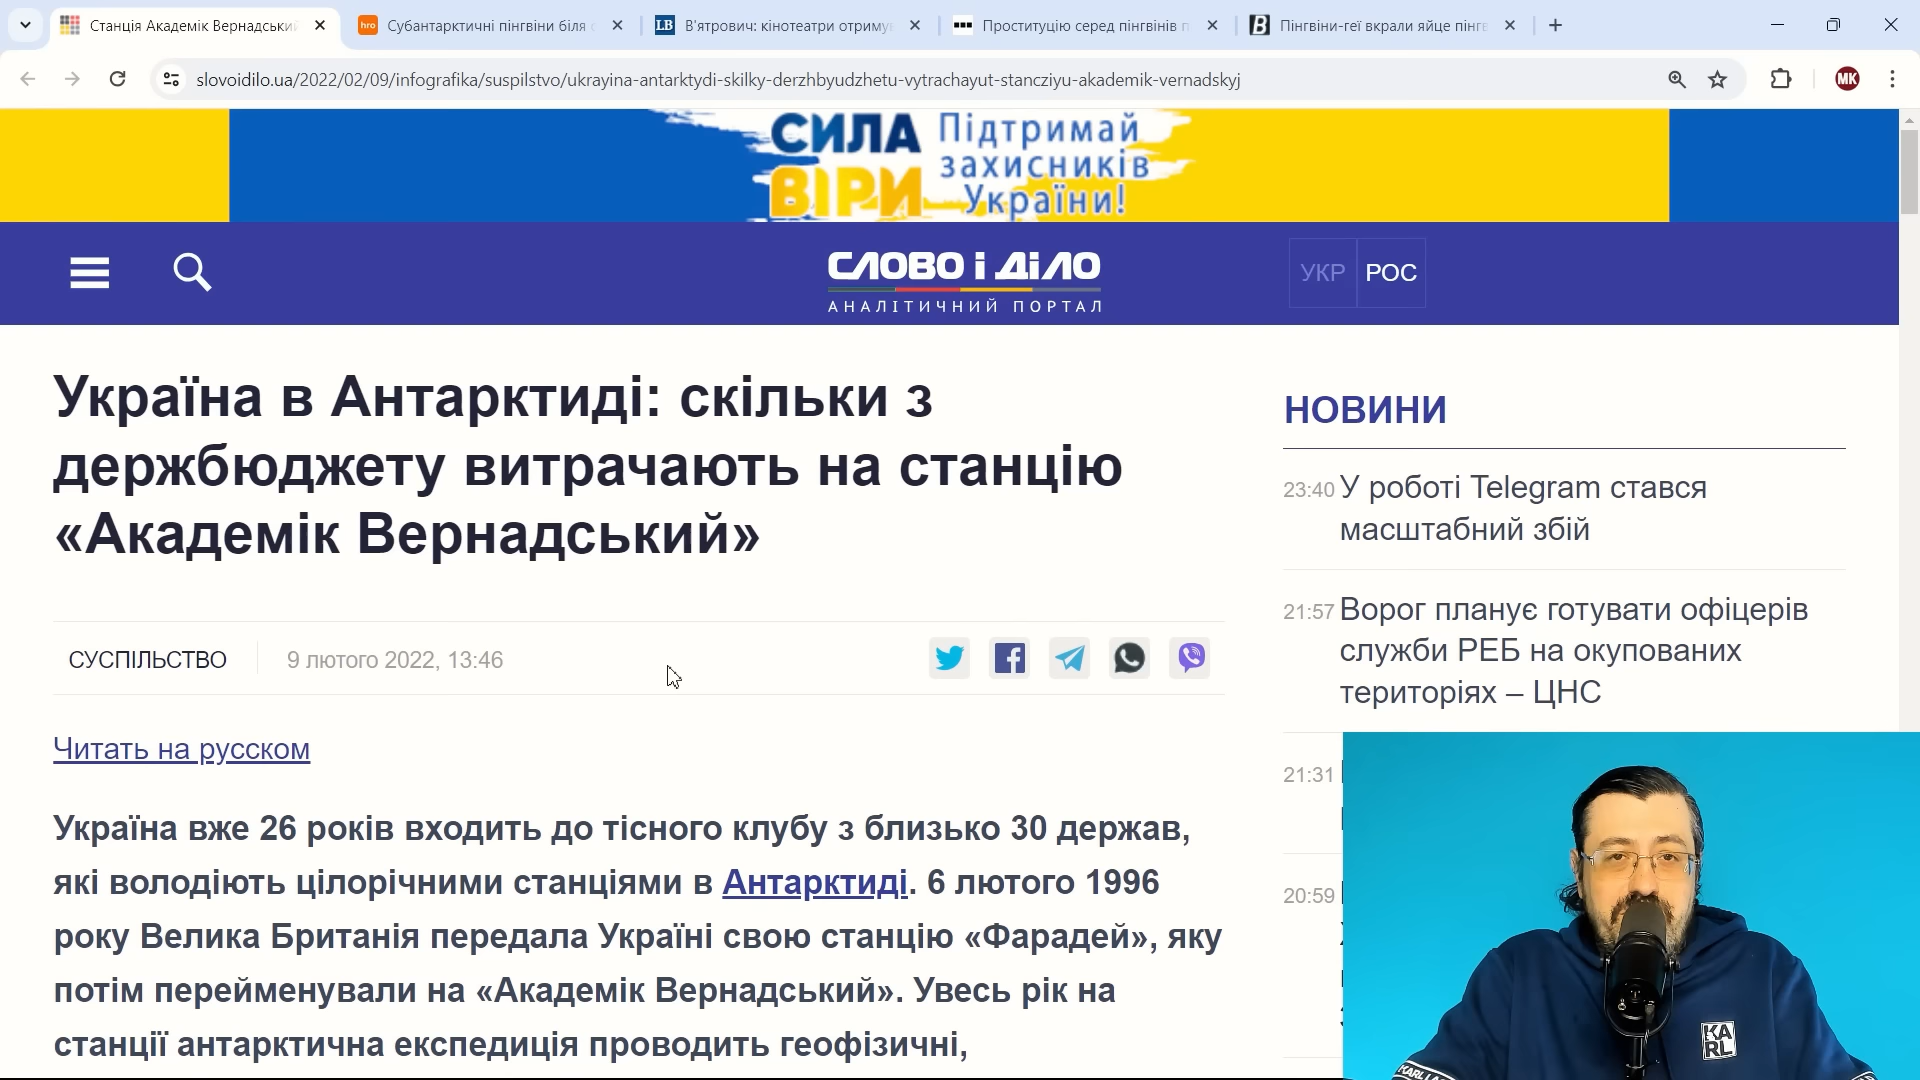 Станція Академік Вернадський
Субантарктичні пінгвіни біля
В'ятрович: кінотеатри отриму
Проституцію серед пінгвінів
Пінгвіни-геї вкрали яйце пінг
slovoidilo.ua/2022/02/09/infografika/suspilstvo/ukrayina-antarktydi-skilky-derzhbyudzhetu-vytrachayut-stancziyu-akademik-vernadskyj
MK
СИЛА
ВІРИ
Підтримай
захисників
України!
СЛОВО і ДІЛО
АНАЛІТИЧНИЙ ПОРТАЛ
УКР РОС
Україна в Антарктиді: скільки з
держбюджету витрачають на станцію
«Академік Вернадський»
СУСПІЛЬСТВО 9 лютого 2022, 13:46
Читать на русском
Україна вже 26 років входить до тісного клубу з близько 30 держав,
які володіють цілорічними станціями в Антарктиді. 6 лютого 1996
року Велика Британія передала Україні свою станцію «Фарадей», яку
потім перейменували на «Академік Вернадський». Увесь рік на
станції антарктична експедиція проводить геофізичні,
НОВИНИ
23:40 У роботі Telegram стався
масштабний збій
21:57 Ворог планує готувати офіцерів
служби РЕБ на окупованих
територіях – ЦНС
21:31
20:59
KARL